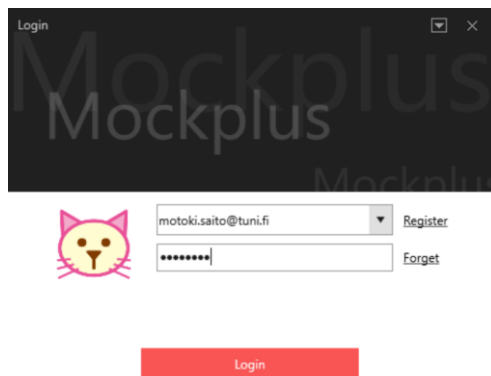 Login
Mockplus
Mockplus
Mockplus
motoki.saito@tuni.fi
Register
••••••••
Forget
Login